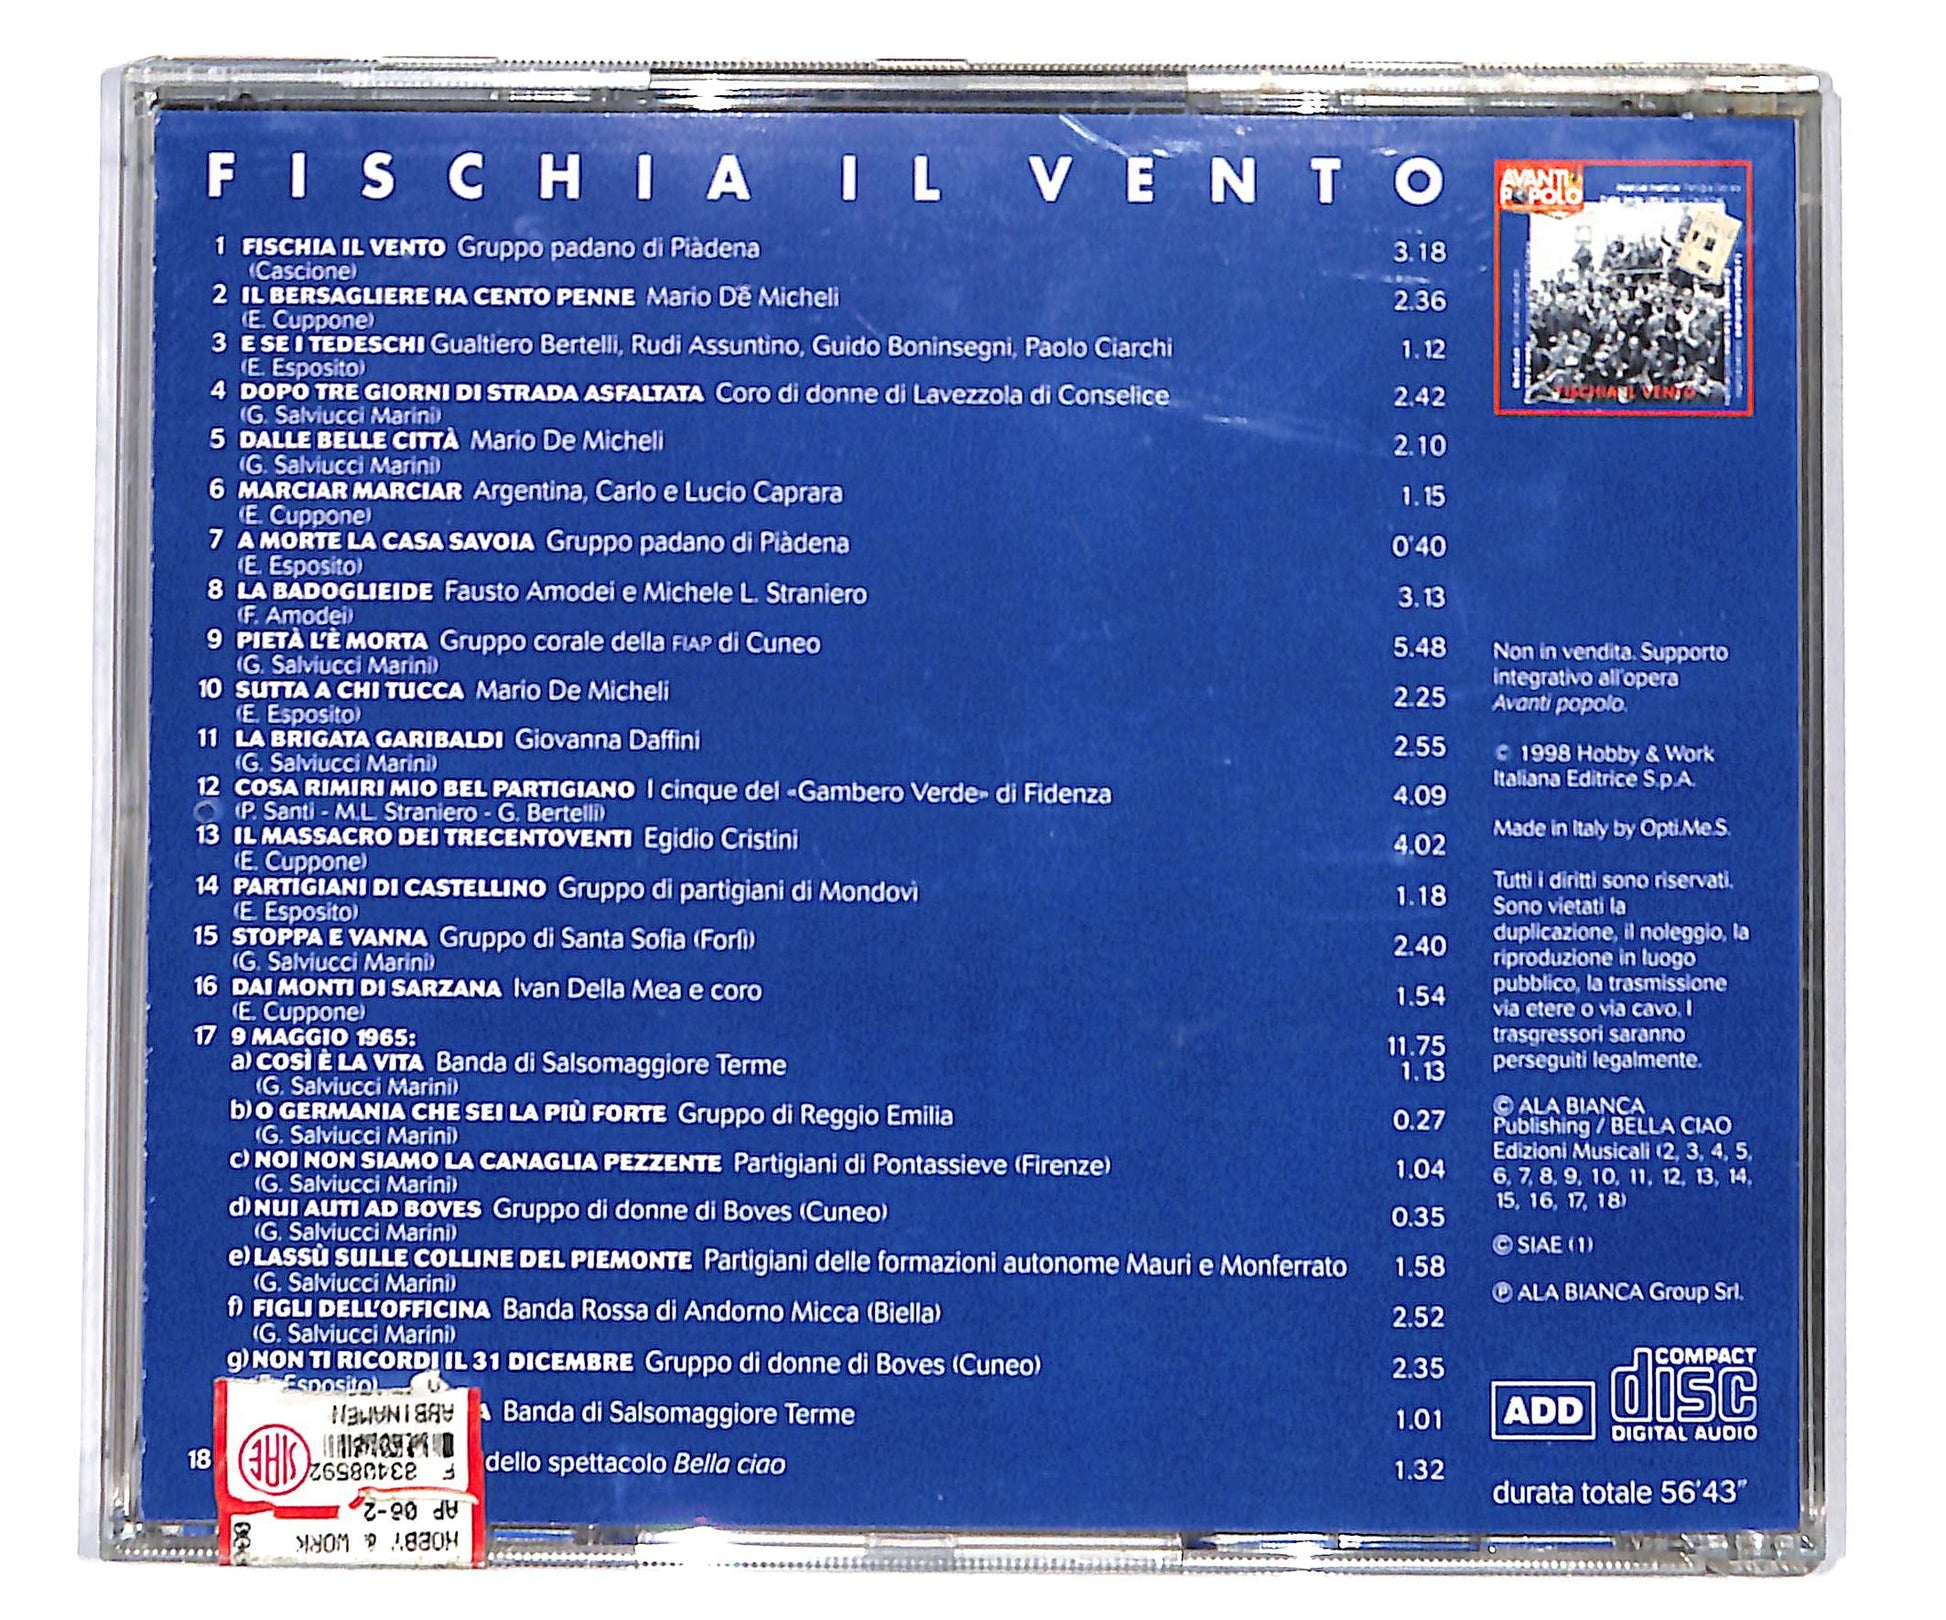 FISCHIA IL VENTO
1 FISCHIA IL VENTO Gruppo padano di Piàdena 3.18
(Cascione)
2 IL BERSAGLIERE HA CENTO PENNE Mario De Micheli 2.36
(E. Cuppone)
3 E SE I TEDESCHI Gualtiero Bertelli, Rudi Assuntino, Guido Boninsegni, Paolo Ciarchi 1.12
(E. Esposito)
4 DOPO TRE GIORNI DI STRADA ASFALTATA Coro di donne di Lavezzola di Conselice 2.42
(G. Salviucci Marini)
5 DALLE BELLE CITTÀ Mario De Micheli 2.10
(G. Salviucci Marini)
6 MARCIAR MARCIAR Argentina, Carlo e Lucio Caprara 1.15
(E. Cuppone)
7 A MORTE LA CASA SAVOIA Gruppo padano di Piàdena 0'40
(E. Esposito)
8 LA BADOGLIEIDE Fausto Amodei e Michele L. Straniero 3.13
(F. Amodei)
9 PIETÀ L'È MORTA Gruppo corale della FIAP di Cuneo 5.48
(G. Salviucci Marini)
10 SUTTA A CHI TUCCA Mario De Micheli 2.25
(E. Esposito)
11 LA BRIGATA GARIBALDI Giovanna Daffini 2.55
(G. Salviucci Marini)
12 COSA RIMIRI MIO BEL PARTIGIANO I cinque del «Gambero Verde» di Fidenza 4.09
(P. Santi - M.L. Straniero - G. Bertelli)
13 IL MASSACRO DEI TRECENTOVENTI Egidio Cristini 4.02
(E. Cuppone)
14 PARTIGIANI DI CASTELLINO Gruppo di partigiani di Mondovì 1.18
(E. Esposito)
15 STOPPA E VANNA Gruppo di Santa Sofia (Forlì) 2.40
(G. Salviucci Marini)
16 DAI MONTI DI SARZANA Ivan Della Mea e coro 1.54
(E. Cuppone)
17 9 MAGGIO 1965: 11.75
a) COSÌ È LA VITA Banda di Salsomaggiore Terme 1.13
(G. Salviucci Marini)
b) O GERMANIA CHE SEI LA PIÙ FORTE Gruppo di Reggio Emilia 0.27
(G. Salviucci Marini)
c) NOI NON SIAMO LA CANAGLIA PEZZENTE Partigiani di Pontassieve (Firenze) 1.04
(G. Salviucci Marini)
d) NUI AUTI AD BOVES Gruppo di donne di Boves (Cuneo) 0.35
(G. Salviucci Marini)
e) LASSÙ SULLE COLLINE DEL PIEMONTE Partigiani delle formazioni autonome Mauri e Monferrato 1.58
(G. Salviucci Marini)
f) FIGLI DELL'OFFICINA Banda Rossa di Andorno Micca (Biella) 2.52
(G. Salviucci Marini)
g) NON TI RICORDI IL 31 DICEMBRE Gruppo di donne di Boves (Cuneo) 2.35
Esposito)
A Banda di Salsomaggiore Terme 1.01
18 dello spettacolo Bella ciao 1.32
ABBINAMEN
SIAE
F 33408592
AP 06-2
HOBBY & WORK
AVANTI
POPOLO
FISCHIA IL VENTO
Non in vendita. Supporto
integrativo all'opera
Avanti popolo.
© 1998 Hobby & Work
Italiana Editrice S.p.A.
Made in Italy by Opti.Me.S.
Tutti i diritti sono riservati.
Sono vietati la
duplicazione, il noleggio, la
riproduzione in luogo
pubblico, la trasmissione
via etere o via cavo. I
trasgressori saranno
perseguiti legalmente.
© ALA BIANCA
Publishing / BELLA CIAO
Edizioni Musicali (2, 3, 4, 5,
6, 7, 8, 9, 10, 11, 12, 13, 14,
15, 16, 17, 18)
© SIAE (1)
℗ ALA BIANCA Group Srl.
ADD
COMPACT
disc
DIGITAL AUDIO
durata totale 56'43"